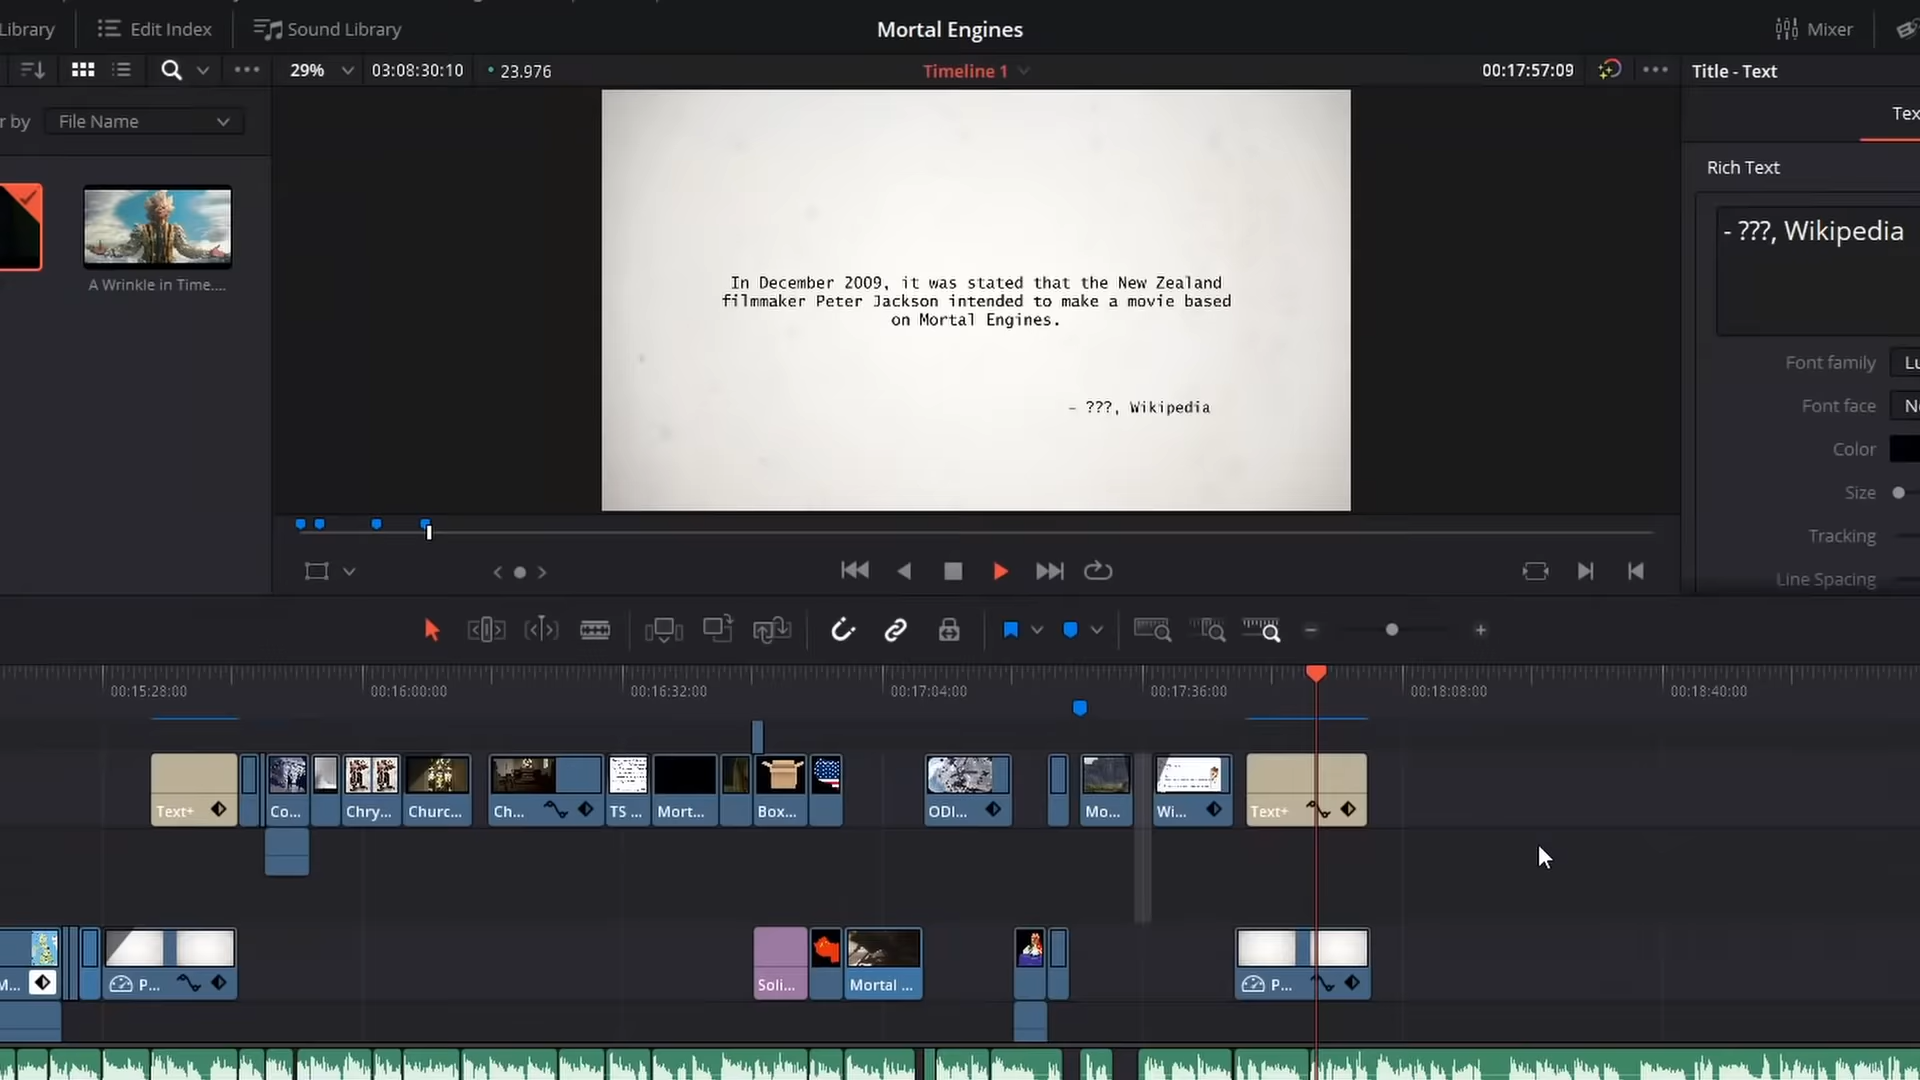 Library
Edit Index
Sound Library
Mortal Engines
Mixer
29%
03:08:30:10
23.976
Timeline 1
00:17:57:09
Title - Text
r by
File Name
Tex
Rich Text
- ???, Wikipedia
A Wrinkle in Time....
In December 2009, it was stated that the New Zealand
filmmaker Peter Jackson intended to make a movie based
on Mortal Engines.
- ???, Wikipedia
Font family
Lu
Font face
Color
Size
Tracking
Line Spacing
00:15:28:00
00:16:00:00
00:16:32:00
00:17:04:00
00:17:36:00
00:18:08:00
00:18:40:00
Text+
Co...
Chry...
Churc...
Ch...
TS ...
Mort...
Box...
ODI...
Mo...
Wi...
Text+
M...
P...
Soli...
Mortal ...
P...